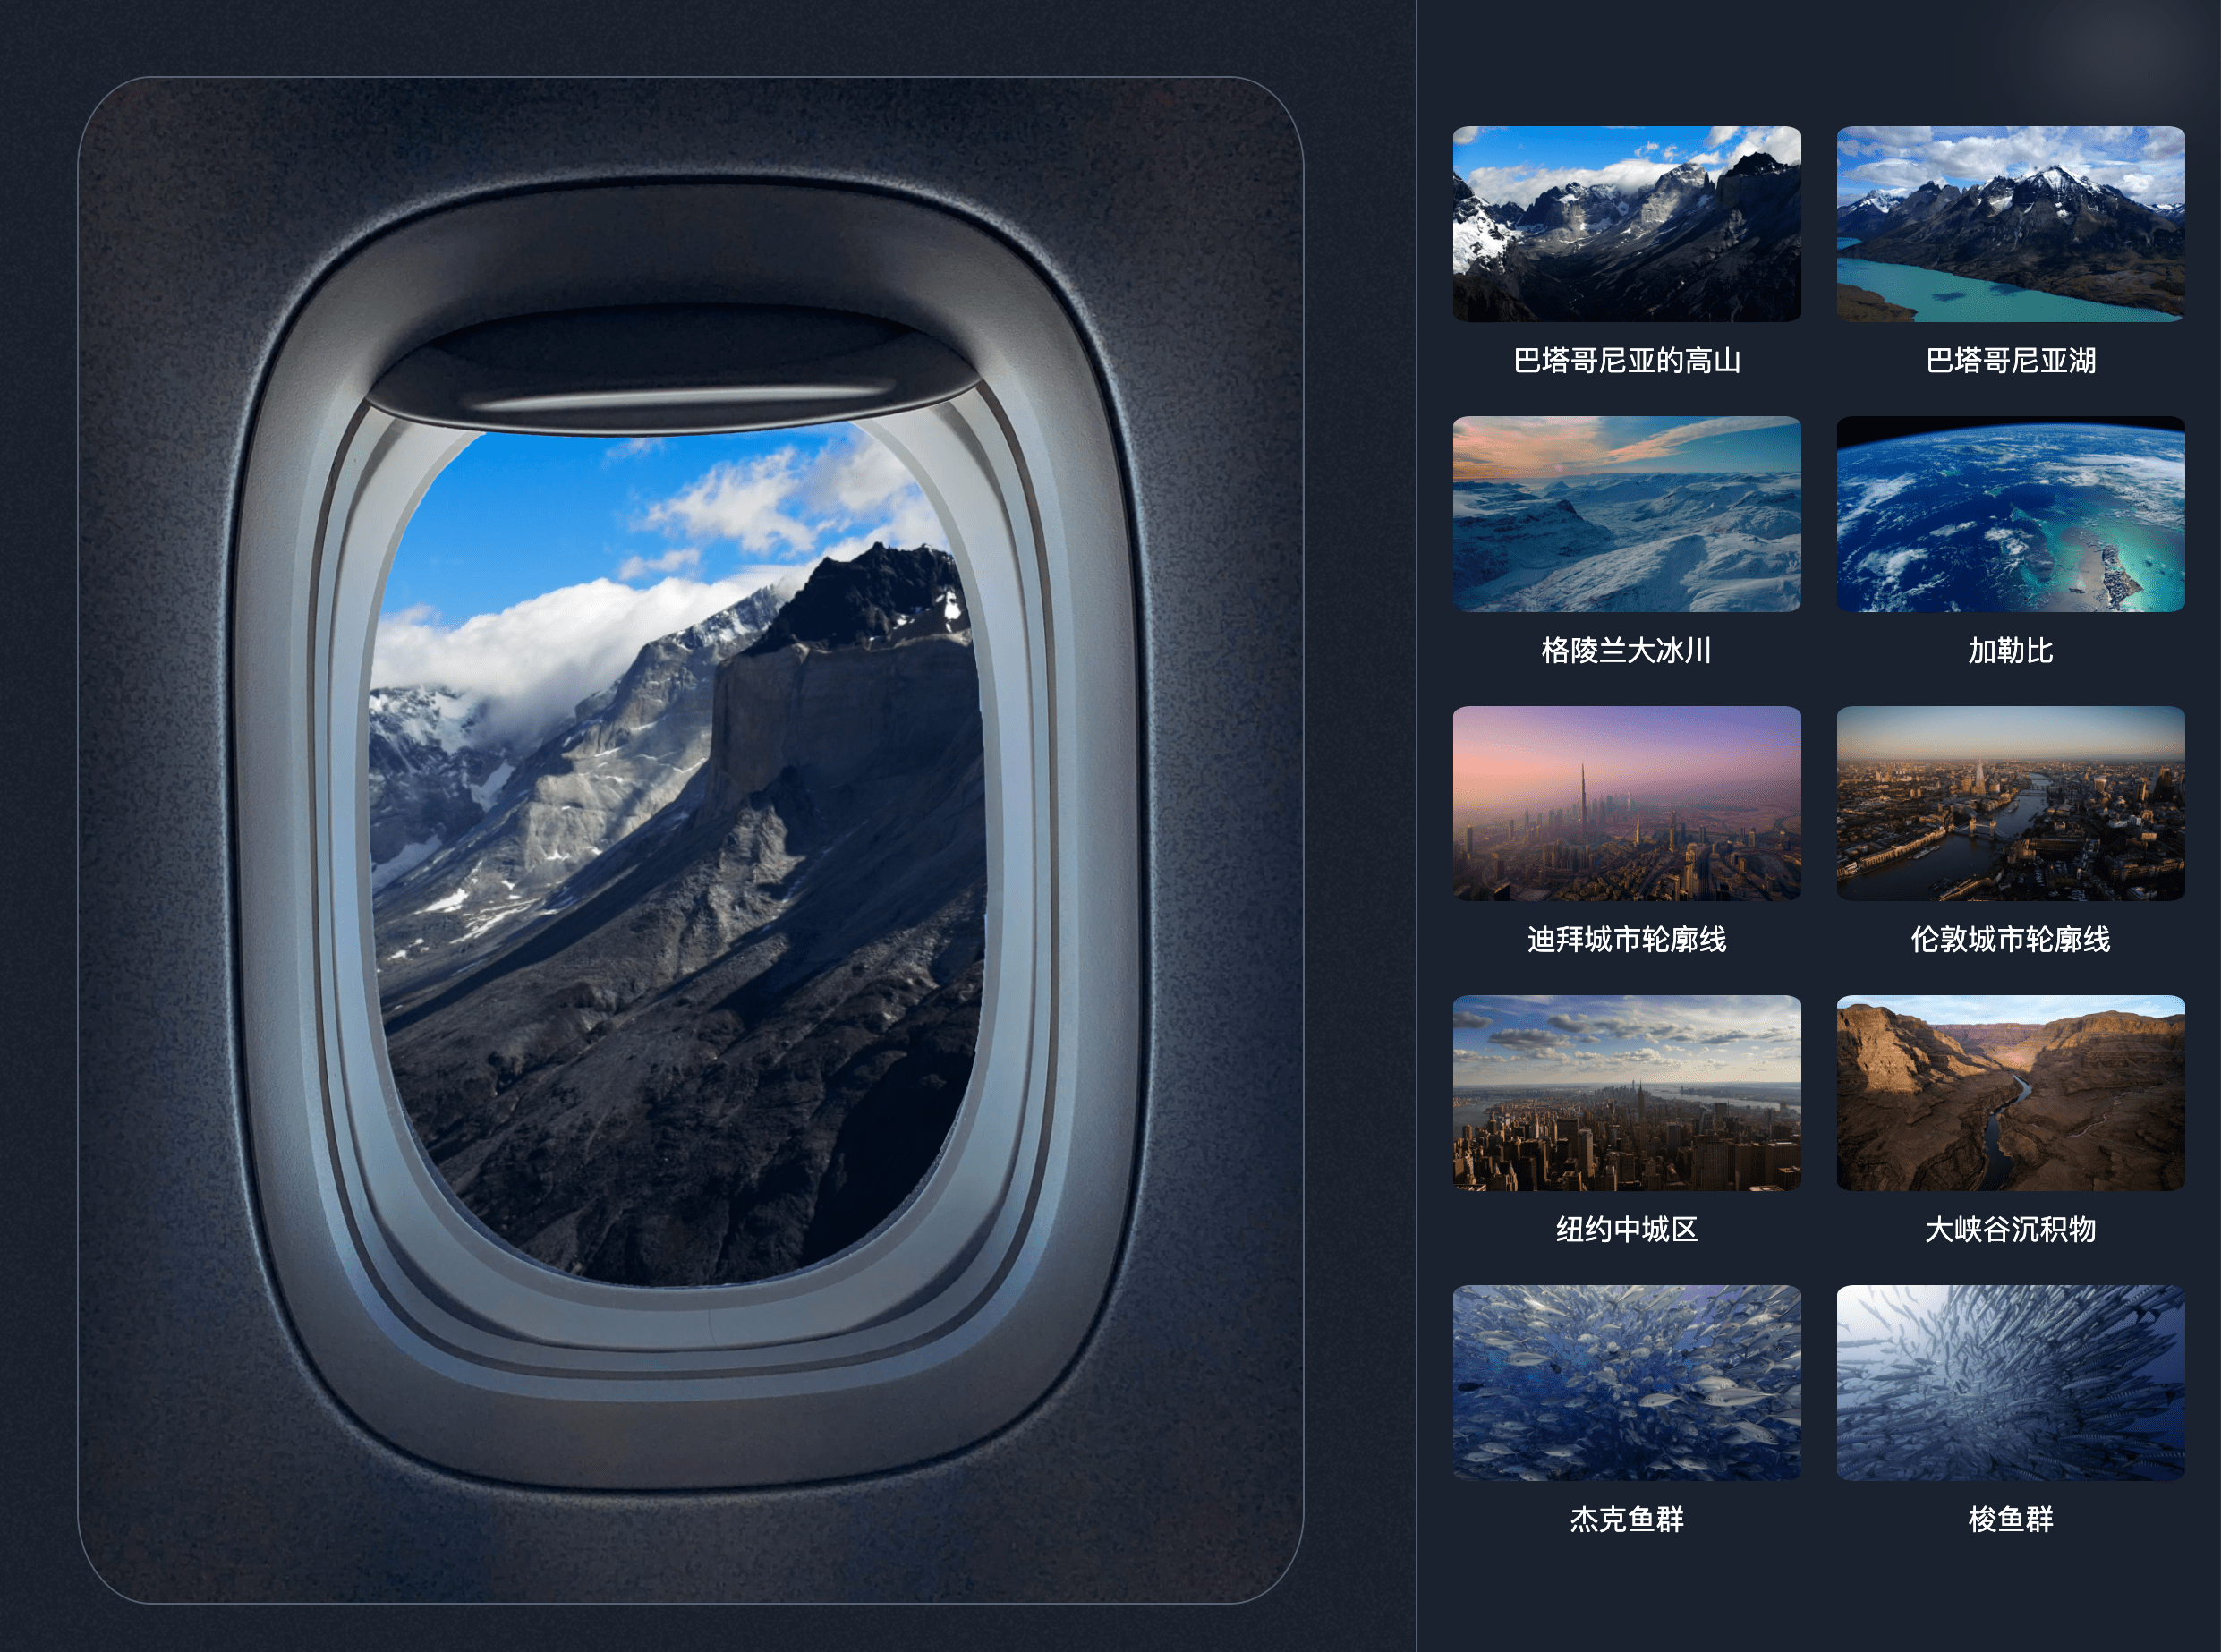 巴塔哥尼亚的高山
巴塔哥尼亚湖
格陵兰大冰川
加勒比
迪拜城市轮廓线
伦敦城市轮廓线
纽约中城区
大峡谷沉积物
杰克鱼群
梭鱼群